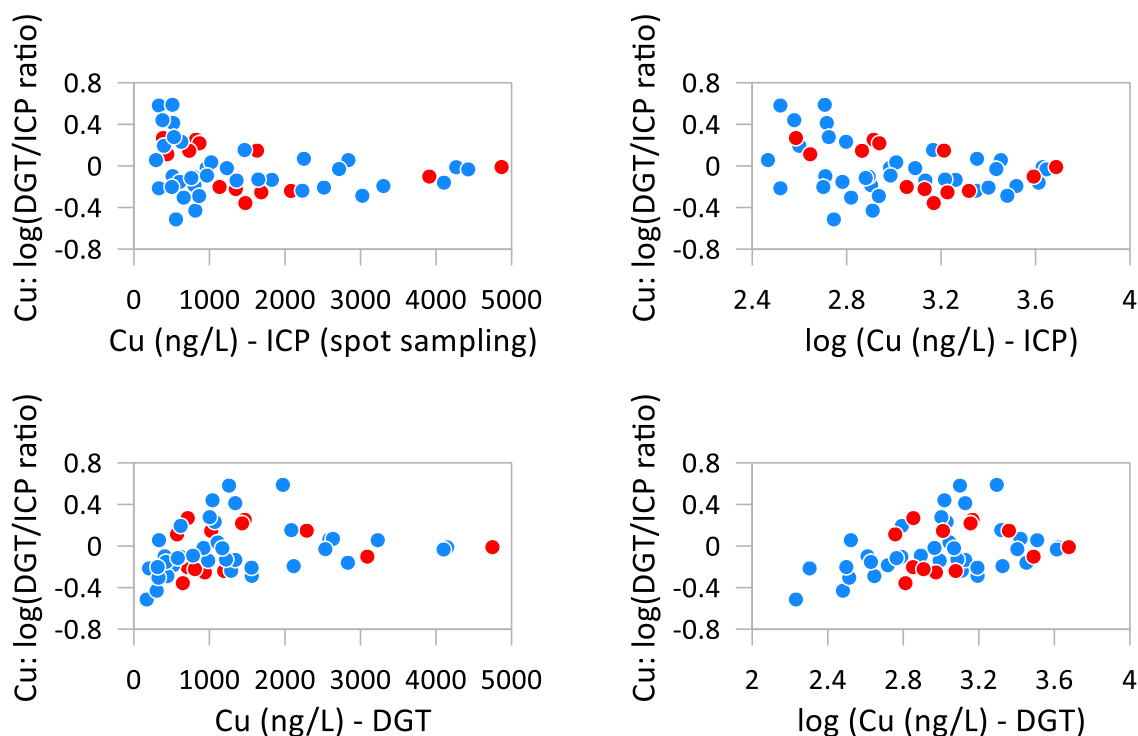 Cu: log(DGT/ICP ratio)
0.8
0.4
0
-0.4
-0.8
0 1000 2000 3000 4000 5000
Cu (ng/L) - ICP (spot sampling)
Cu: log(DGT/ICP ratio)
0.8
0.4
0
-0.4
-0.8
2.4 2.8 3.2 3.6 4
log (Cu (ng/L) - ICP)
Cu: log(DGT/ICP ratio)
0.8
0.4
0
-0.4
-0.8
0 1000 2000 3000 4000 5000
Cu (ng/L) - DGT
Cu: log(DGT/ICP ratio)
0.8
0.4
0
-0.4
-0.8
2 2.4 2.8 3.2 3.6 4
log (Cu (ng/L) - DGT)